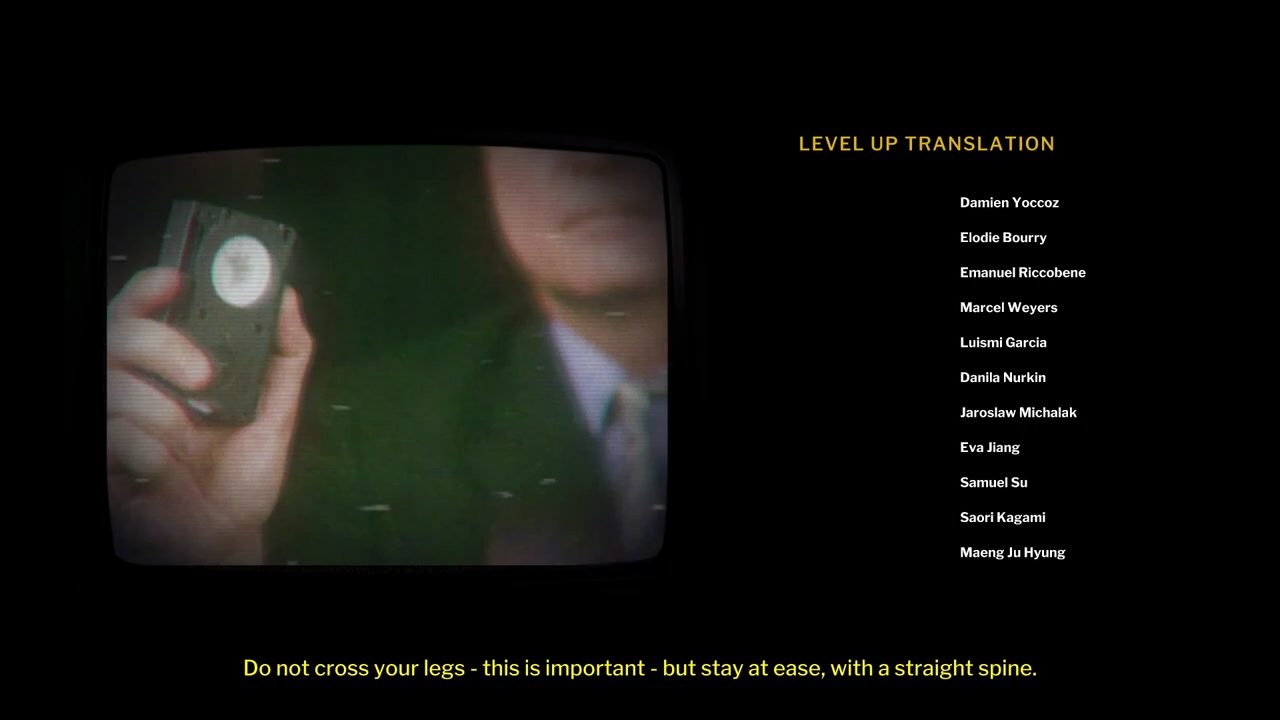 LEVEL UP TRANSLATION
Damien Yoccoz
Elodie Bourry
Emanuel Riccobene
Marcel Weyers
Luismi Garcia
Danila Nurkin
Jaroslaw Michalak
Eva Jiang
Samuel Su
Saori Kagami
Maeng Ju Hyung
Do not cross your legs - this is important - but stay at ease, with a straight spine.